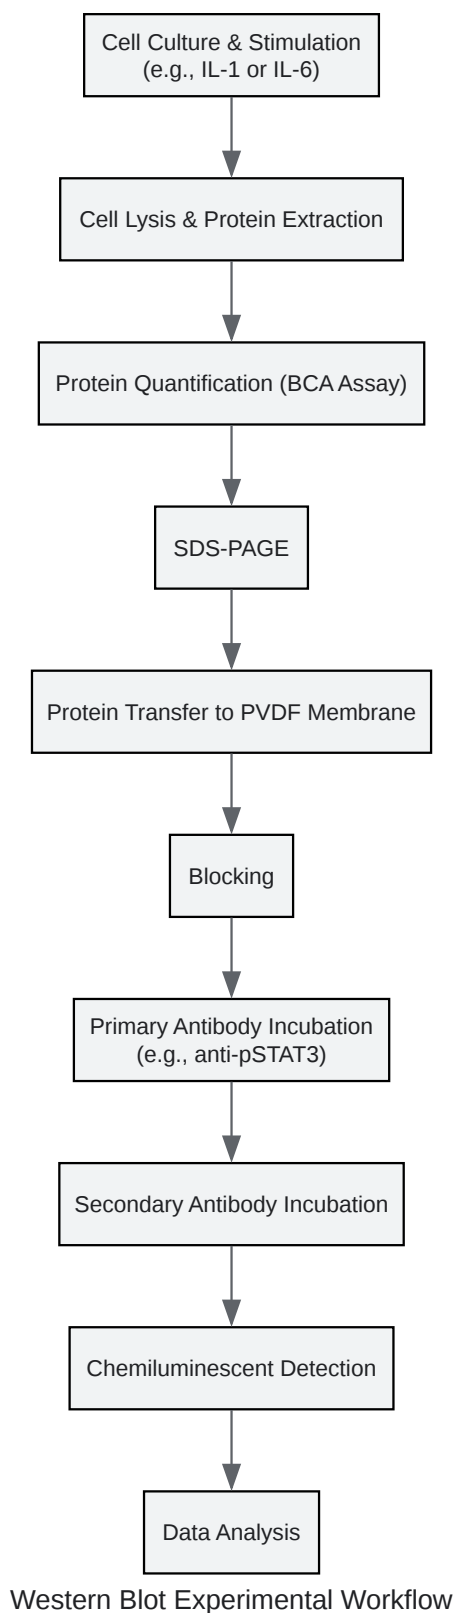 Cell Culture & Stimulation
(e.g., IL-1 or IL-6)
Cell Lysis & Protein Extraction
Protein Quantification (BCA Assay)
SDS-PAGE
Protein Transfer to PVDF Membrane
Blocking
Primary Antibody Incubation
(e.g., anti-pSTAT3)
Secondary Antibody Incubation
Chemiluminescent Detection
Data Analysis
Western Blot Experimental Workflow